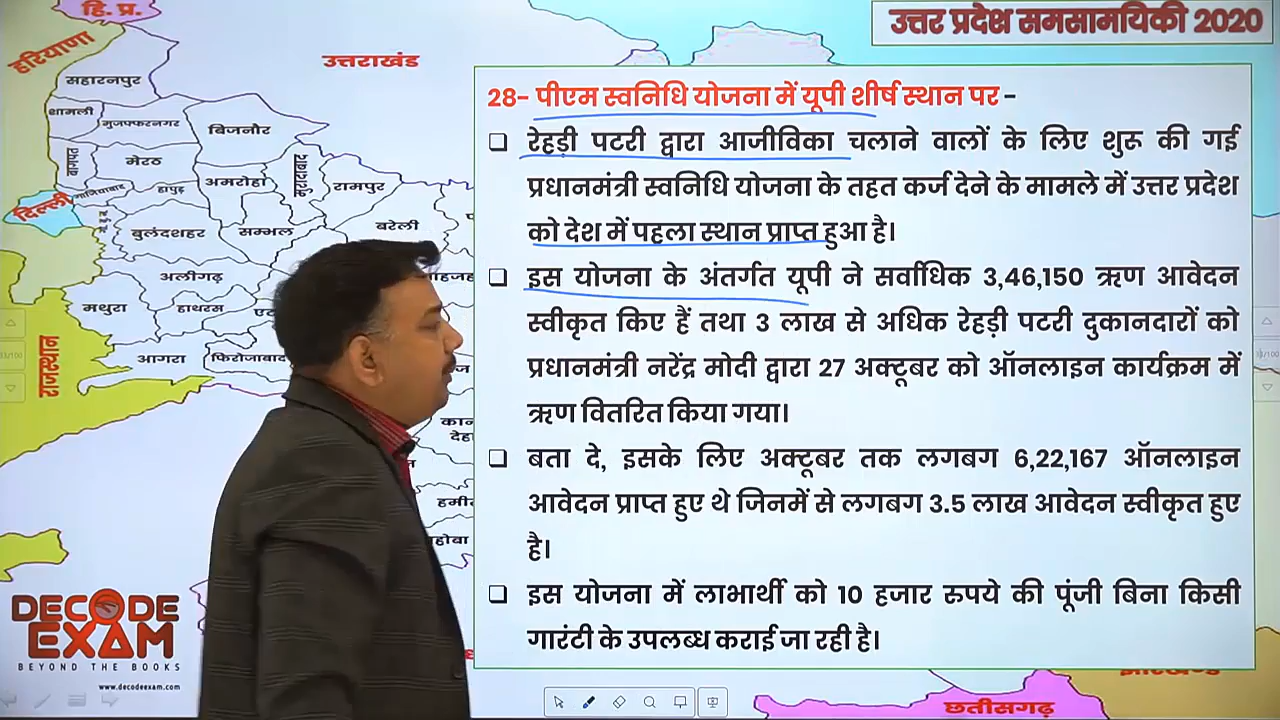 हि. प्र.
उत्तर प्रदेश समसामयिकी 2020
हरियाणा
उत्तराखंड
सहारनपुर
शामली
मुजफ्फरनगर
बिजनौर
बागपत
मेरठ
हापुड़
अमरोहा
मुरादाबाद
रामपुर
दिल्ली
गाजियाबाद
बुलंदशहर
सम्भल
बरेली
अलीगढ़
मथुरा
हाथरस
आगरा
फिरोजाबाद
राजस्थान
28- पीएम स्वनिधि योजना में यूपी शीर्ष स्थान पर -
❑ रेहड़ी पटरी द्वारा आजीविका चलाने वालों के लिए शुरू की गई
प्रधानमंत्री स्वनिधि योजना के तहत कर्ज देने के मामले में उत्तर प्रदेश
को देश में पहला स्थान प्राप्त हुआ है।
❑ इस योजना के अंतर्गत यूपी ने सर्वाधिक 3,46,150 ऋण आवेदन
स्वीकृत किए हैं तथा 3 लाख से अधिक रेहड़ी पटरी दुकानदारों को
प्रधानमंत्री नरेंद्र मोदी द्वारा 27 अक्टूबर को ऑनलाइन कार्यक्रम में
ऋण वितरित किया गया।
❑ बता दे, इसके लिए अक्टूबर तक लगबग 6,22,167 ऑनलाइन
आवेदन प्राप्त हुए थे जिनमें से लगबग 3.5 लाख आवेदन स्वीकृत हुए
है।
❑ इस योजना में लाभार्थी को 10 हजार रुपये की पूंजी बिना किसी
गारंटी के उपलब्ध कराई जा रही है।
DECODE
EXAM
BEYOND THE BOOKS
www.decodeexam.com
छत्तीसगढ़